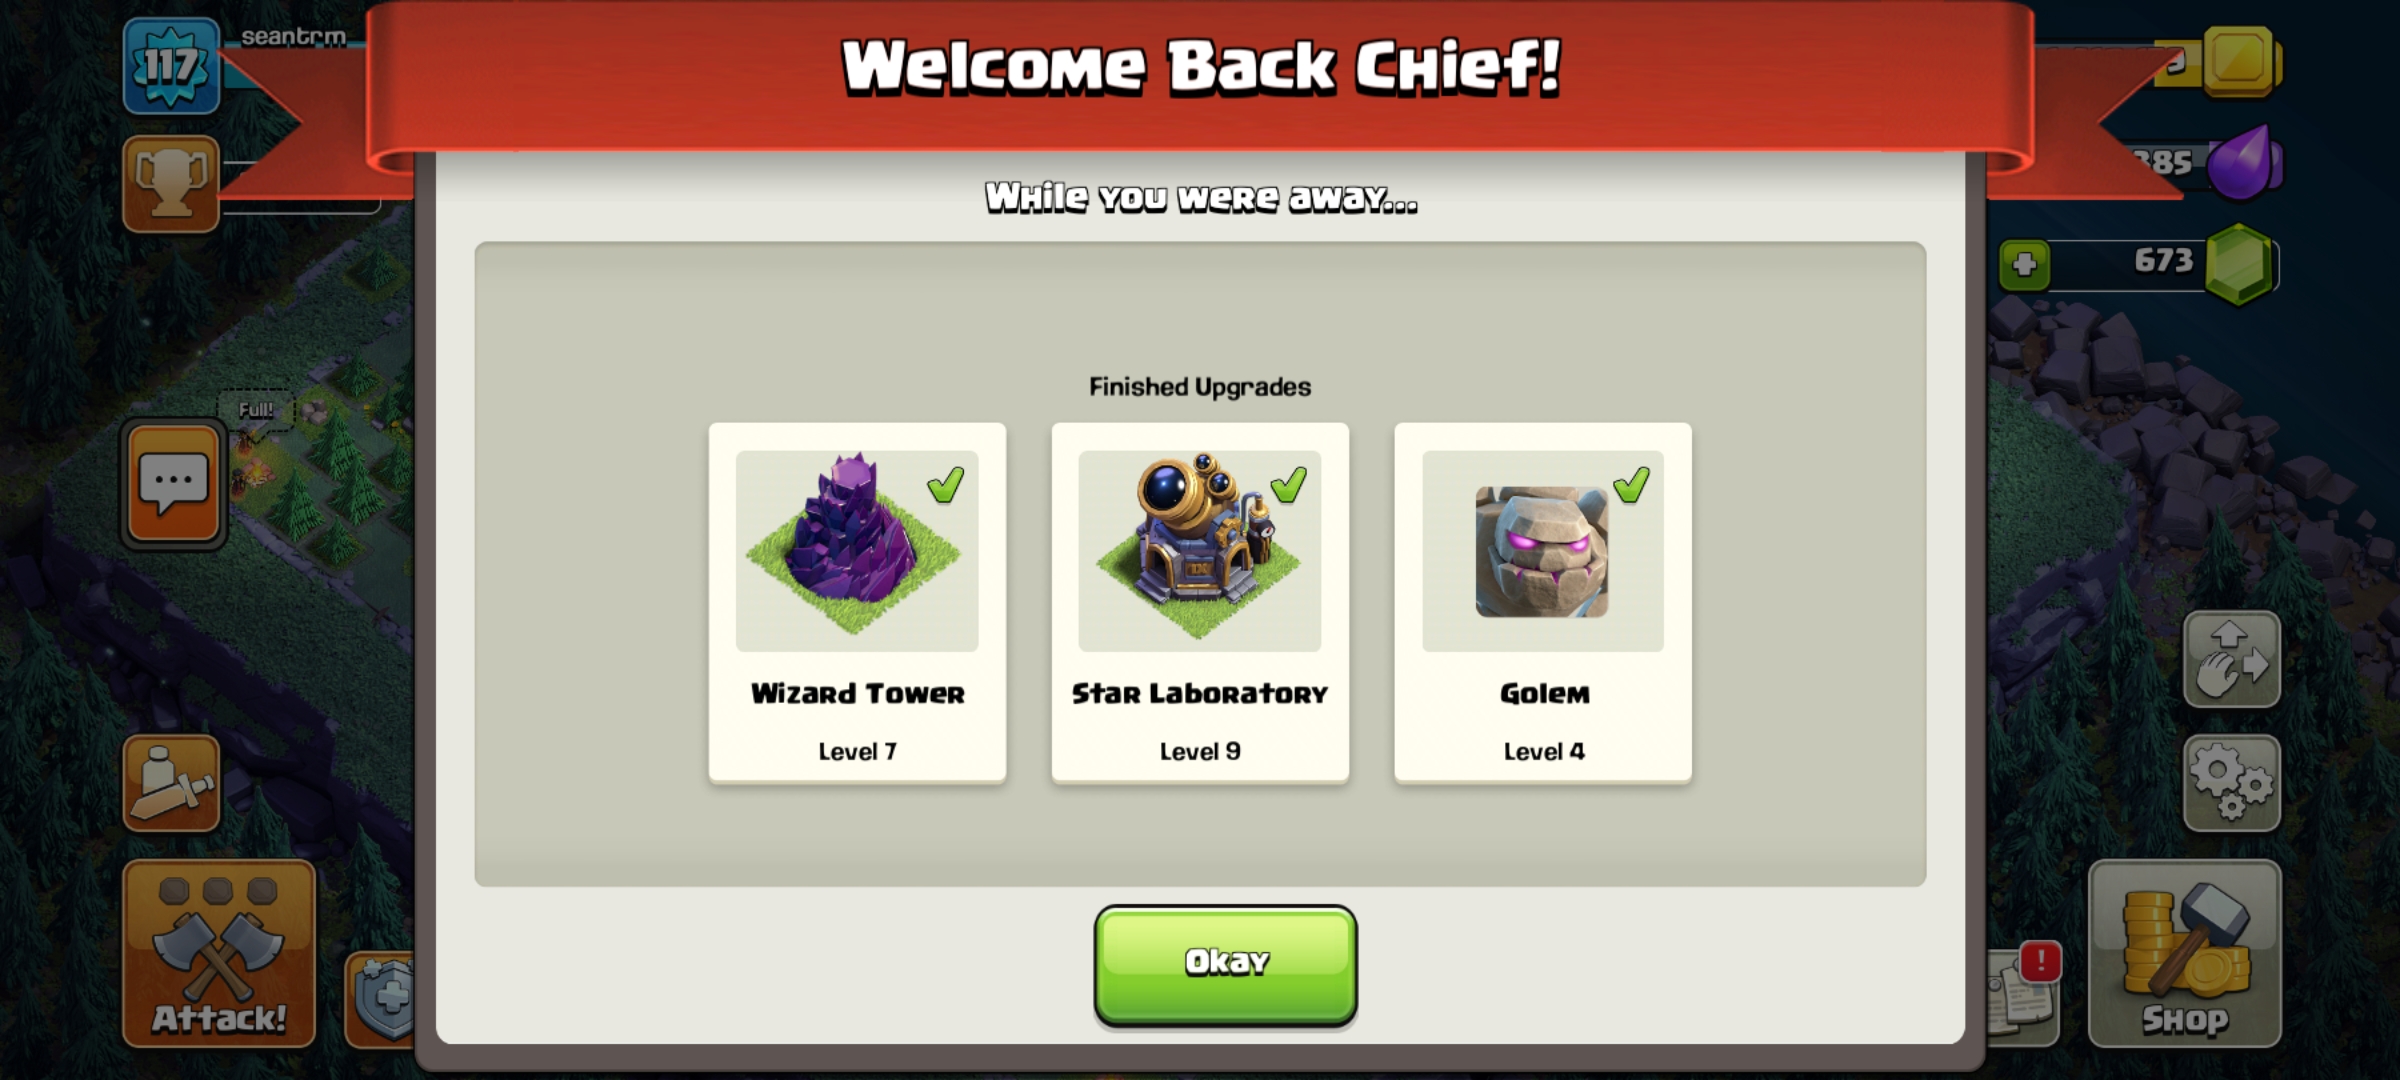 117
seantrm
Welcome Back Chief!
385
While you were away...
673
Finished Upgrades
Full!
Wizard Tower
Star Laboratory
Golem
Level 7
Level 9
Level 4
Okay
!
Attack!
Shop